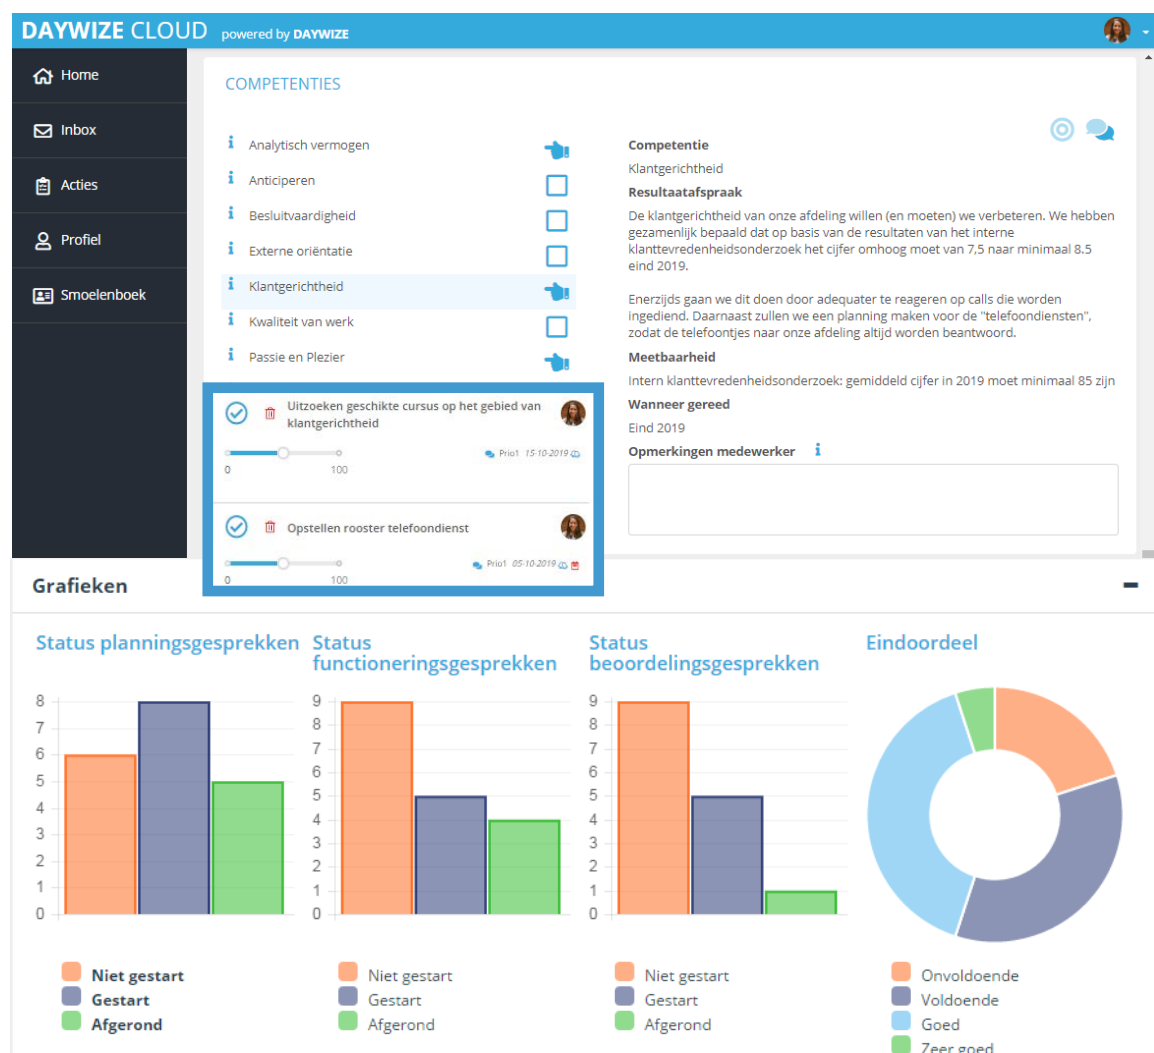 DAYWIZE CLOUD powered by DAYWIZE
Home
Inbox
Acties
Profiel
Smoelenboek
COMPETENTIES
Analytisch vermogen
Anticiperen
Besluitvaardigheid
Externe oriëntatie
Klantgerichtheid
Kwaliteit van werk
Passie en Plezier
Uitzoeken geschikte cursus op het gebied van
klantgerichtheid
Prio1 15-10-2019
0 100
Opstellen rooster telefoondienst
Prio1 05-10-2019
0 100
Competentie
Klantgerichtheid
Resultaatafspraak
De klantgerichtheid van onze afdeling willen (en moeten) we verbeteren. We hebben
gezamenlijk bepaald dat op basis van de resultaten van het interne
klanttevredenheidsonderzoek het cijfer omhoog moet van 7,5 naar minimaal 8.5
eind 2019.
Enerzijds gaan we dit doen door adequater te reageren op calls die worden
ingediend. Daarnaast zullen we een planning maken voor de "telefoondiensten",
zodat de telefoontjes naar onze afdeling altijd worden beantwoord.
Meetbaarheid
Intern klanttevredenheidsonderzoek: gemiddeld cijfer in 2019 moet minimaal 85 zijn
Wanneer gereed
Eind 2019
Opmerkingen medewerker
Grafieken
Status planningsgesprekken
8
7
6
5
4
3
2
1
0
Niet gestart
Gestart
Afgerond
Status
functioneringsgesprekken
9
8
7
6
5
4
3
2
1
0
Niet gestart
Gestart
Afgerond
Status
beoordelingsgesprekken
9
8
7
6
5
4
3
2
1
0
Niet gestart
Gestart
Afgerond
Eindoordeel
Onvoldoende
Voldoende
Goed
Zeer goed